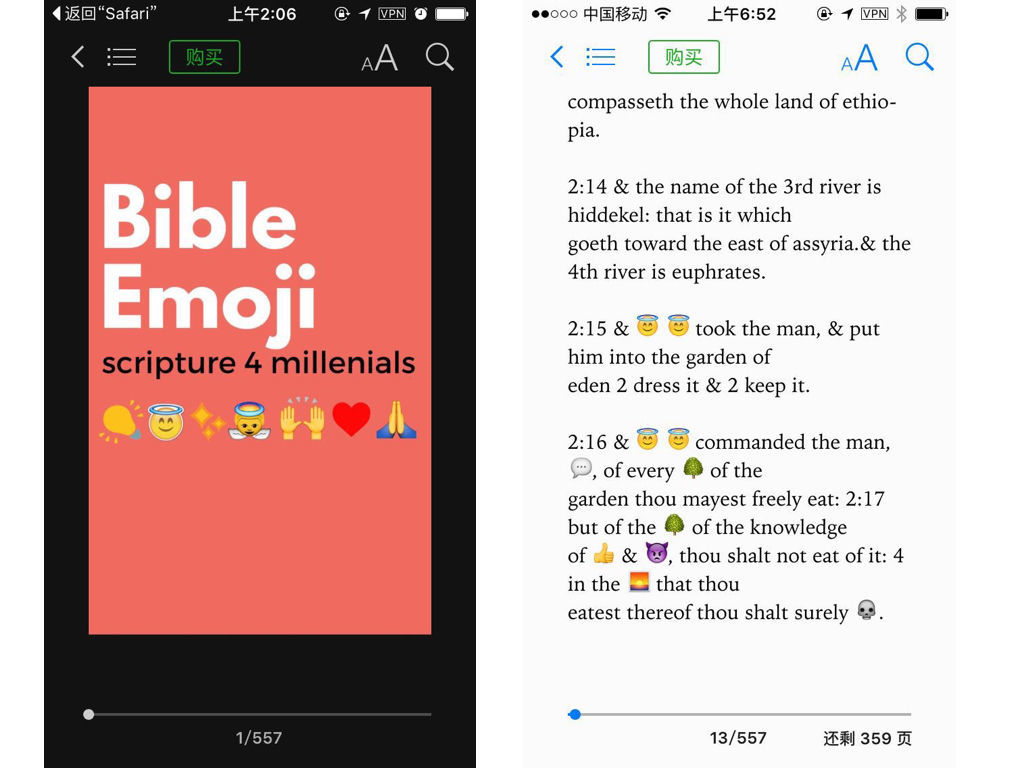 返回“Safari”
上午2:06
VPN
购买
AA
Bible
Emoji
scripture 4 millenials
1/557
中国移动
上午6:52
VPN
购买
AA
compasseth the whole land of ethio-
pia.
2:14 & the name of the 3rd river is
hiddekel: that is it which
goeth toward the east of assyria.& the
4th river is euphrates.
2:15 & 😇 😇 took the man, & put
him into the garden of
eden 2 dress it & 2 keep it.
2:16 & 😇 😇 commanded the man,
💬, of every 🌳 of the
garden thou mayest freely eat: 2:17
but of the 🌳 of the knowledge
of 👍 & 👿, thou shalt not eat of it: 4
in the 🌅 that thou
eatest thereof thou shalt surely 💀.
13/557
还剩 359 页